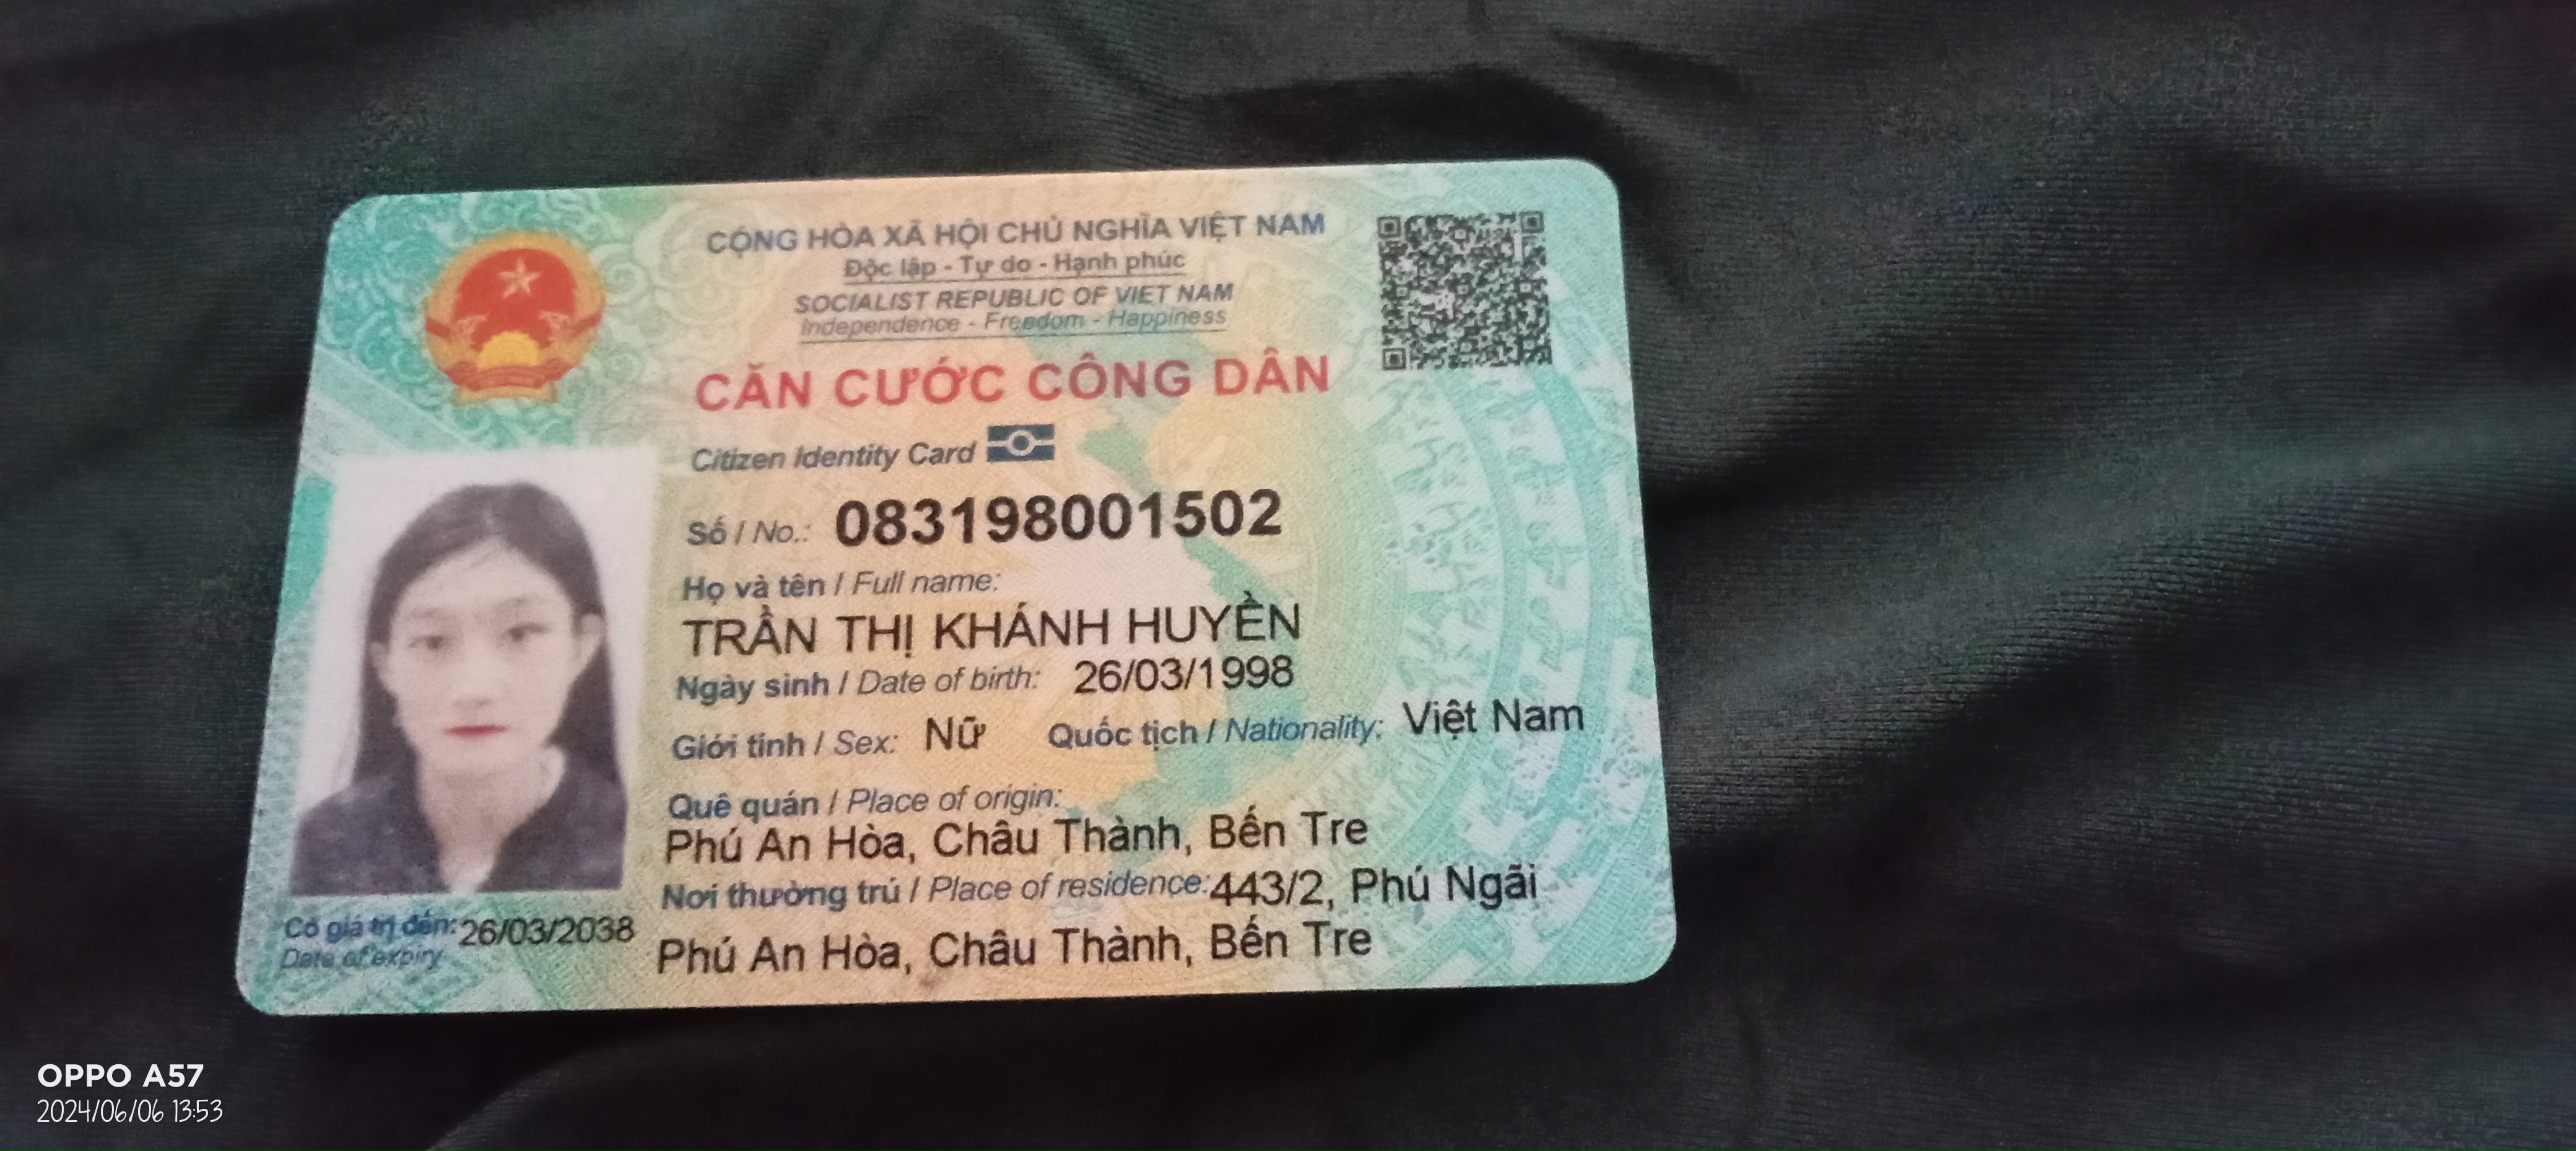 CỘNG HÒA XÃ HỘI CHỦ NGHĨA VIỆT NAM
Độc lập - Tự do - Hạnh phúc
SOCIALIST REPUBLIC OF VIET NAM
Independence - Freedom - Happiness
CĂN CƯỚC CÔNG DÂN
Citizen Identity Card
Số / No.: 083198001502
Họ và tên / Full name:
TRẦN THỊ KHÁNH HUYỀN
Ngày sinh / Date of birth: 26/03/1998
Giới tính / Sex: Nữ Quốc tịch / Nationality: Việt Nam
Quê quán / Place of origin:
Phú An Hòa, Châu Thành, Bến Tre
Nơi thường trú / Place of residence: 443/2, Phú Ngãi
Phú An Hòa, Châu Thành, Bến Tre
Có giá trị đến: 26/03/2038
Date of expiry
OPPO A57
2024/06/06 13:53